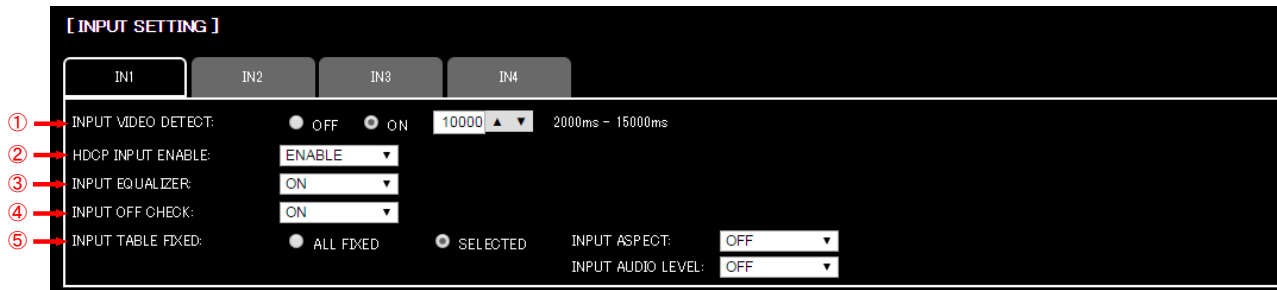 [ INPUT SETTING ]
IN1 IN2 IN3 IN4
① INPUT VIDEO DETECT: OFF ON 10000 ▲ ▼ 2000ms - 15000ms
② HDCP INPUT ENABLE: ENABLE ▼
③ INPUT EQUALIZER: ON ▼
④ INPUT OFF CHECK: ON ▼
⑤ INPUT TABLE FIXED: ALL FIXED SELECTED INPUT ASPECT: OFF ▼
INPUT AUDIO LEVEL: OFF ▼